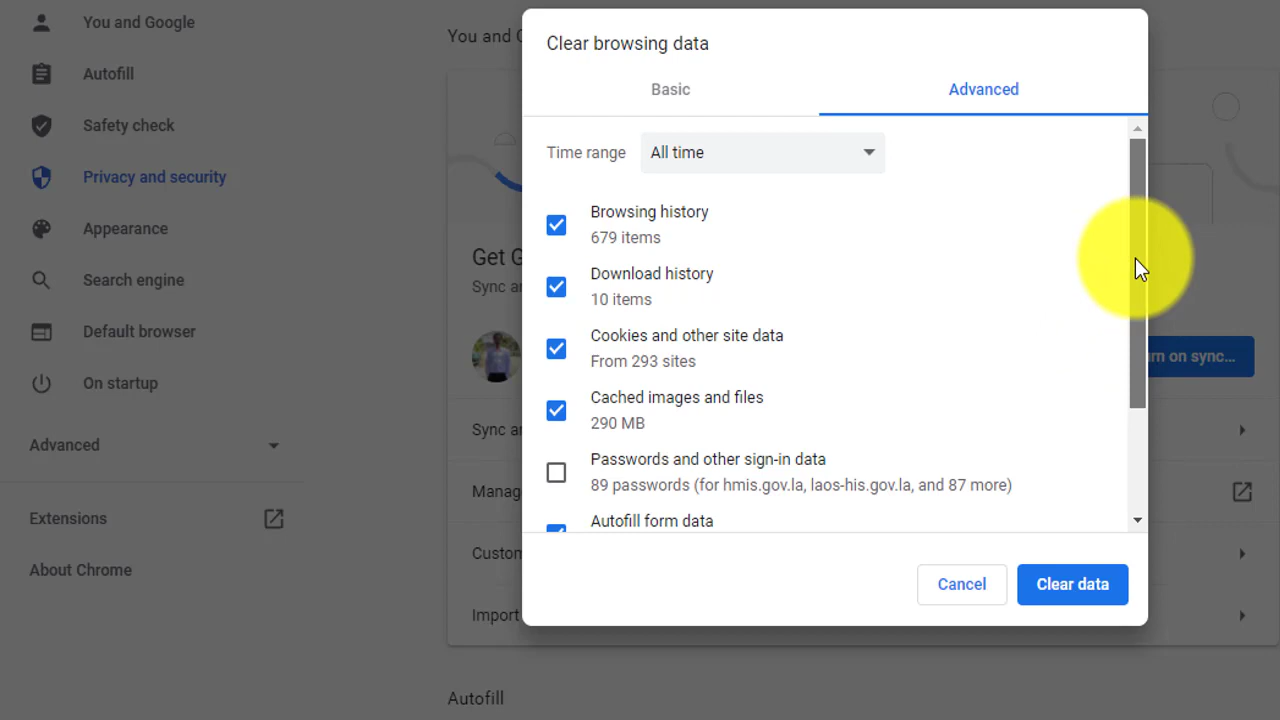 You and Google
Autofill
Safety check
Privacy and security
Appearance
Search engine
Default browser
On startup
Advanced
Extensions
About Chrome
You and G
Get G
Sync a
Sync a
Manag
Custon
Import
Autofill
Clear browsing data
Basic
Advanced
Time range
All time
Browsing history
679 items
Download history
10 items
Cookies and other site data
From 293 sites
Cached images and files
290 MB
Passwords and other sign-in data
89 passwords (for hmis.gov.la, laos-his.gov.la, and 87 more)
Autofill form data
Cancel
Clear data
rn on sync...